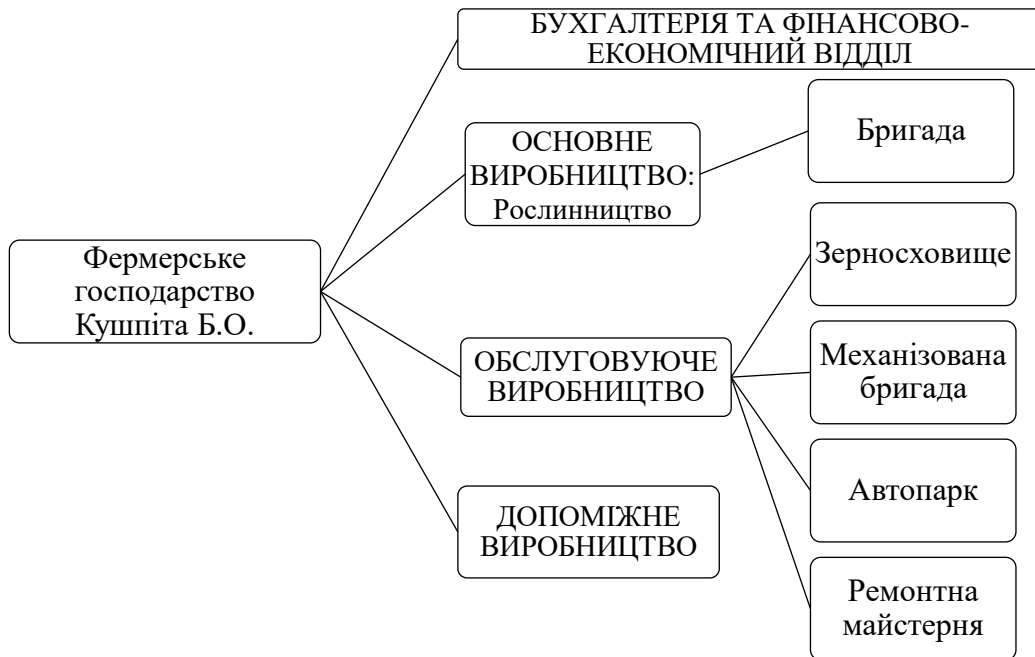 БУХГАЛТЕРІЯ ТА ФІНАНСОВО-
ЕКОНОМІЧНИЙ ВІДДІЛ
ОСНОВНЕ
ВИРОБНИЦТВО:
Рослинництво
Бригада
Фермерське
господарство
Кушпіта Б.О.
Зерносховище
ОБСЛУГОВУЮЧЕ
ВИРОБНИЦТВО
Механізована
бригада
Автопарк
ДОПОМІЖНЕ
ВИРОБНИЦТВО
Ремонтна
майстерня